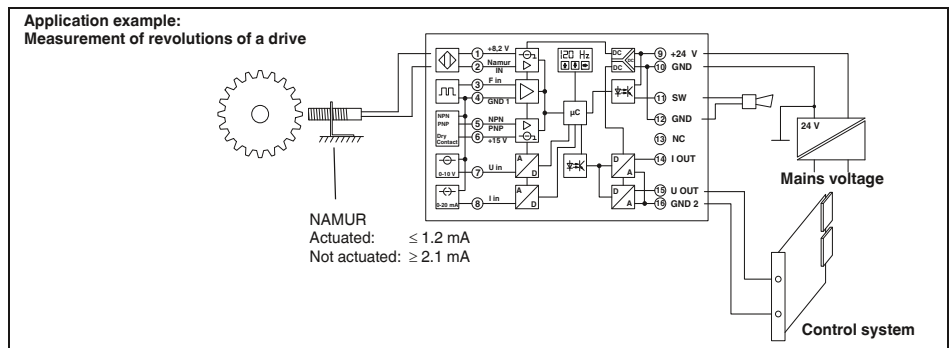 Application example:
Measurement of revolutions of a drive
120 Hz
1 +8,2 V
2 Namur IN
3 F in
4 GND 1
NPN
PNP
Dry
Contact
5 NPN
PNP
6 +15 V
0-10 V
7 U in
0-20 mA
8 I in
A
D
A
D
µC
DC
DC
DC
D
A
D
A
9 +24 V
10 GND
11 SW
12 GND
13 NC
14 I OUT
15 U OUT
16 GND 2
24 V
Mains voltage
NAMUR
Actuated: ≤ 1.2 mA
Not actuated: ≥ 2.1 mA
Control system